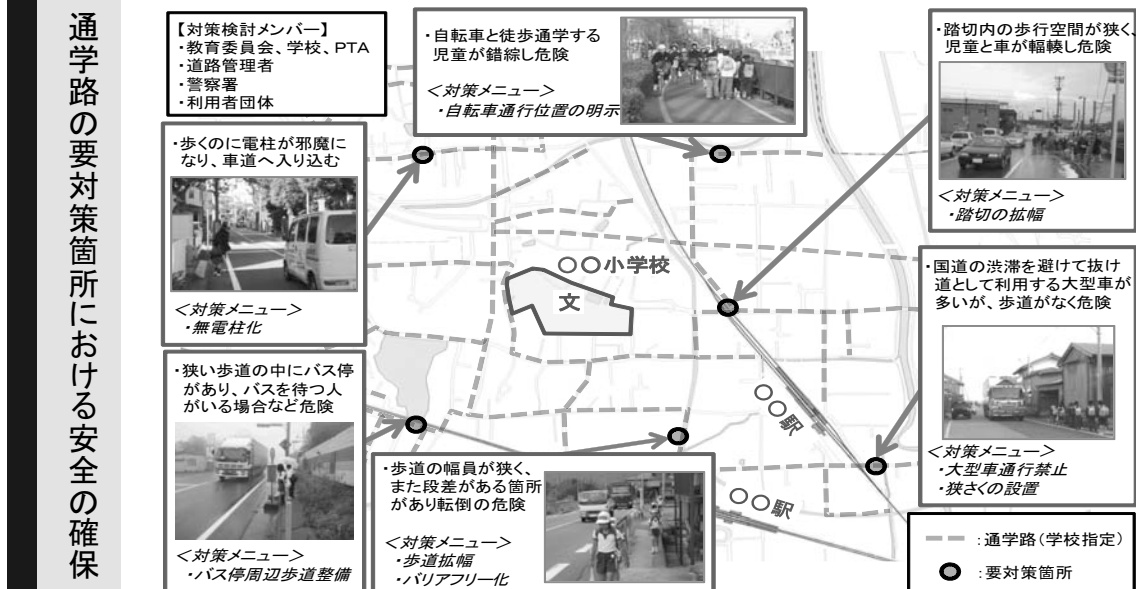 通学路の要対策箇所における安全の確保
【対策検討メンバー】
・教育委員会、学校、PTA
・道路管理者
・警察署
・利用者団体
・自転車と徒歩通学する
児童が錯綜し危険
<対策メニュー>
・自転車通行位置の明示
・踏切内の歩行空間が狭く、
児童と車が輻輳し危険
<対策メニュー>
・踏切の拡幅
・歩くのに電柱が邪魔に
なり、車道へ入り込む
<対策メニュー>
・無電柱化
〇〇小学校
文
・国道の渋滞を避けて抜け
道として利用する大型車が
多いが、歩道がなく危険
<対策メニュー>
・大型車通行禁止
・狭さくの設置
・狭い歩道の中にバス停
があり、バスを待つ人
がいる場合など危険
<対策メニュー>
・バス停周辺歩道整備
・歩道の幅員が狭く、
また段差がある箇所
があり転倒の危険
<対策メニュー>
・歩道拡幅
・バリアフリー化
〇〇駅
〇〇駅
:通学路(学校指定)
:要対策箇所